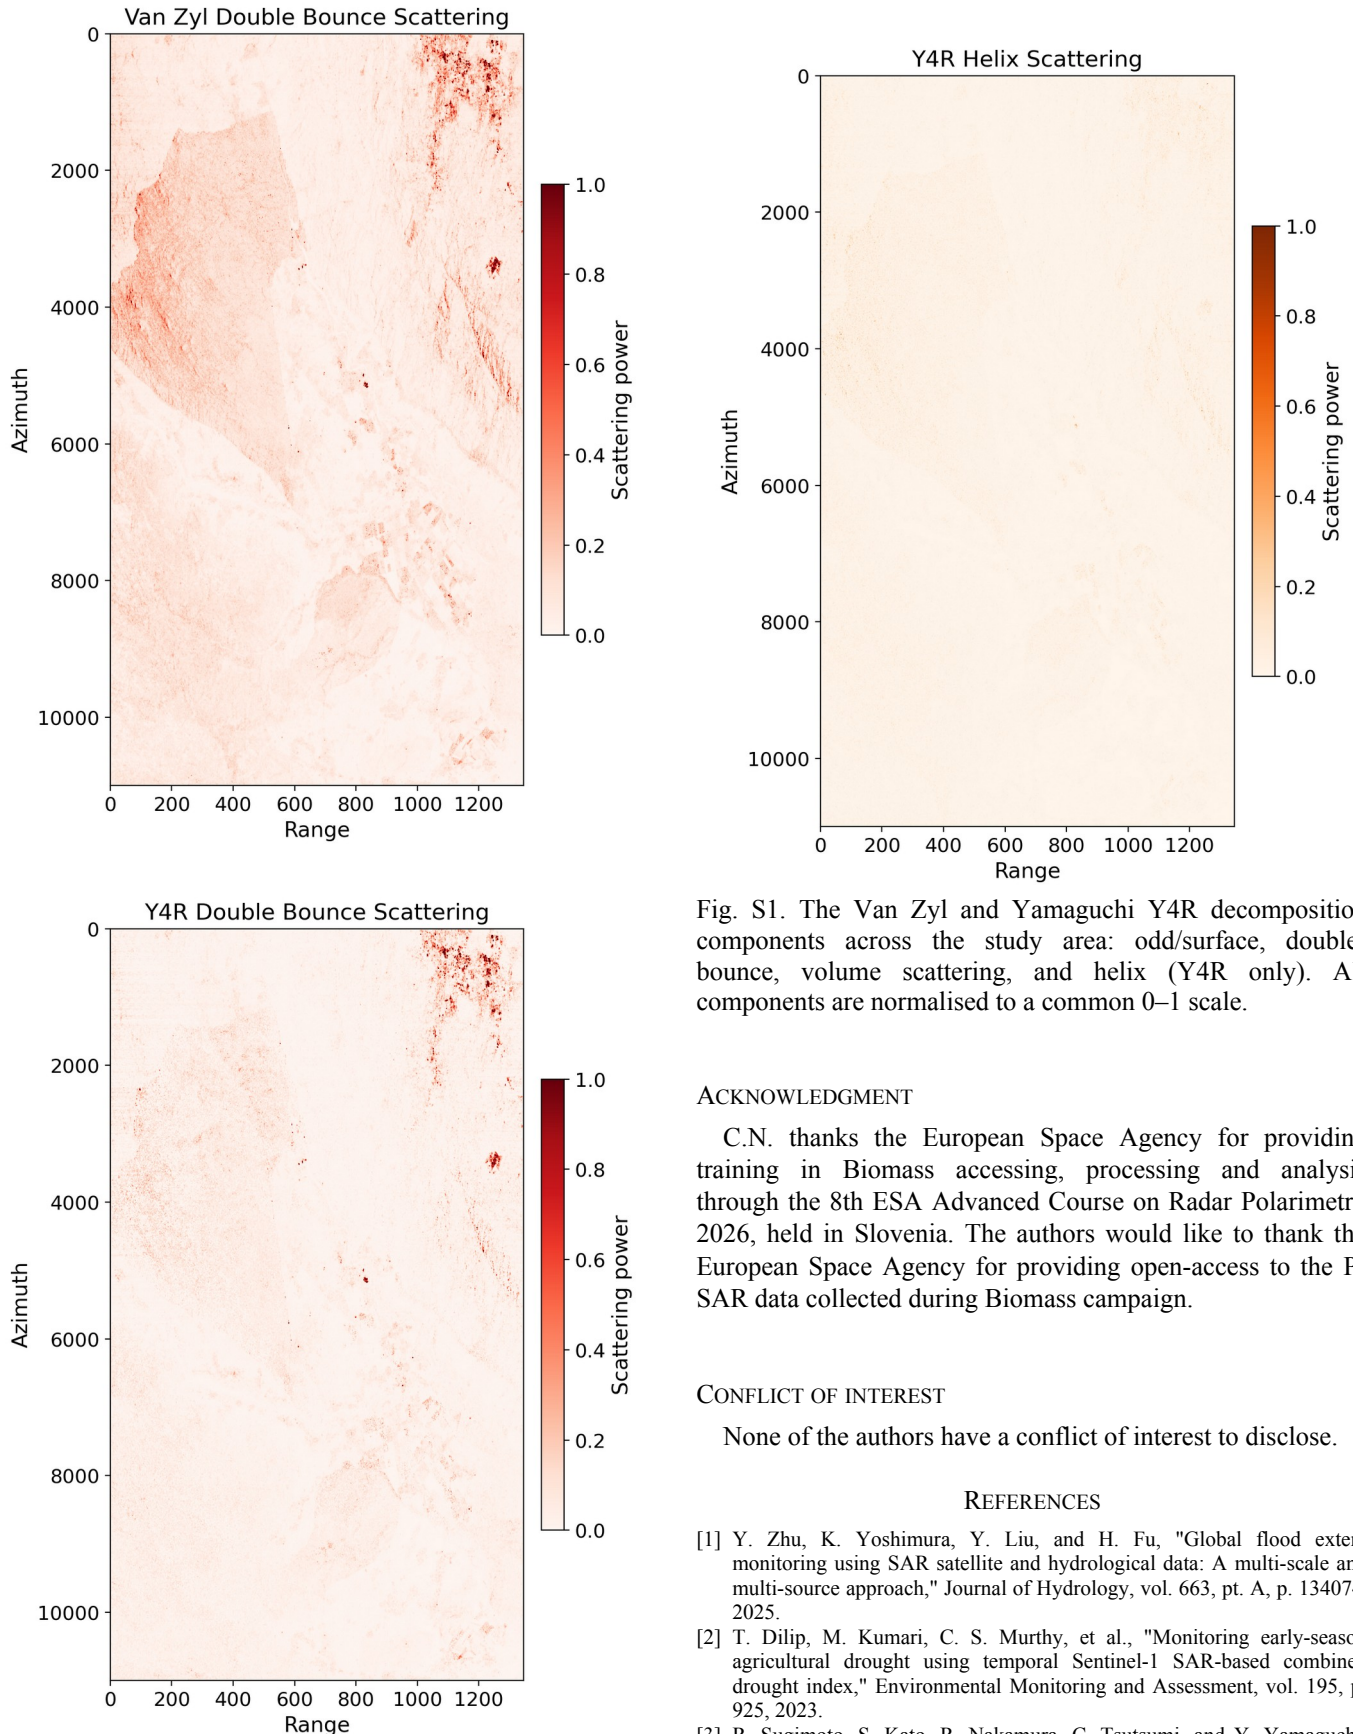 Van Zyl Double Bounce Scattering
0
2000
4000
6000
8000
10000
Azimuth
0 200 400 600 800 1000 1200
Range
1.0
0.8
0.6
0.4
0.2
0.0
Scattering power
Y4R Double Bounce Scattering
0
2000
4000
6000
8000
10000
Azimuth
0 200 400 600 800 1000 1200
Range
1.0
0.8
0.6
0.4
0.2
0.0
Scattering power
Y4R Helix Scattering
0
2000
4000
6000
8000
10000
Azimuth
0 200 400 600 800 1000 1200
Range
1.0
0.8
0.6
0.4
0.2
0.0
Scattering power
Fig. S1. The Van Zyl and Yamaguchi Y4R decompositio
components across the study area: odd/surface, double
bounce, volume scattering, and helix (Y4R only). A
components are normalised to a common 0–1 scale.
ACKNOWLEDGMENT
C.N. thanks the European Space Agency for providin
training in Biomass accessing, processing and analysi
through the 8th ESA Advanced Course on Radar Polarimetr
2026, held in Slovenia. The authors would like to thank th
European Space Agency for providing open-access to the P
SAR data collected during Biomass campaign.
CONFLICT OF INTEREST
None of the authors have a conflict of interest to disclose.
REFERENCES
[1] Y. Zhu, K. Yoshimura, Y. Liu, and H. Fu, "Global flood exte
monitoring using SAR satellite and hydrological data: A multi-scale an
multi-source approach," Journal of Hydrology, vol. 663, pt. A, p. 13407
2025.
[2] T. Dilip, M. Kumari, C. S. Murthy, et al., "Monitoring early-seaso
agricultural drought using temporal Sentinel-1 SAR-based combine
drought index," Environmental Monitoring and Assessment, vol. 195, p
925, 2023.